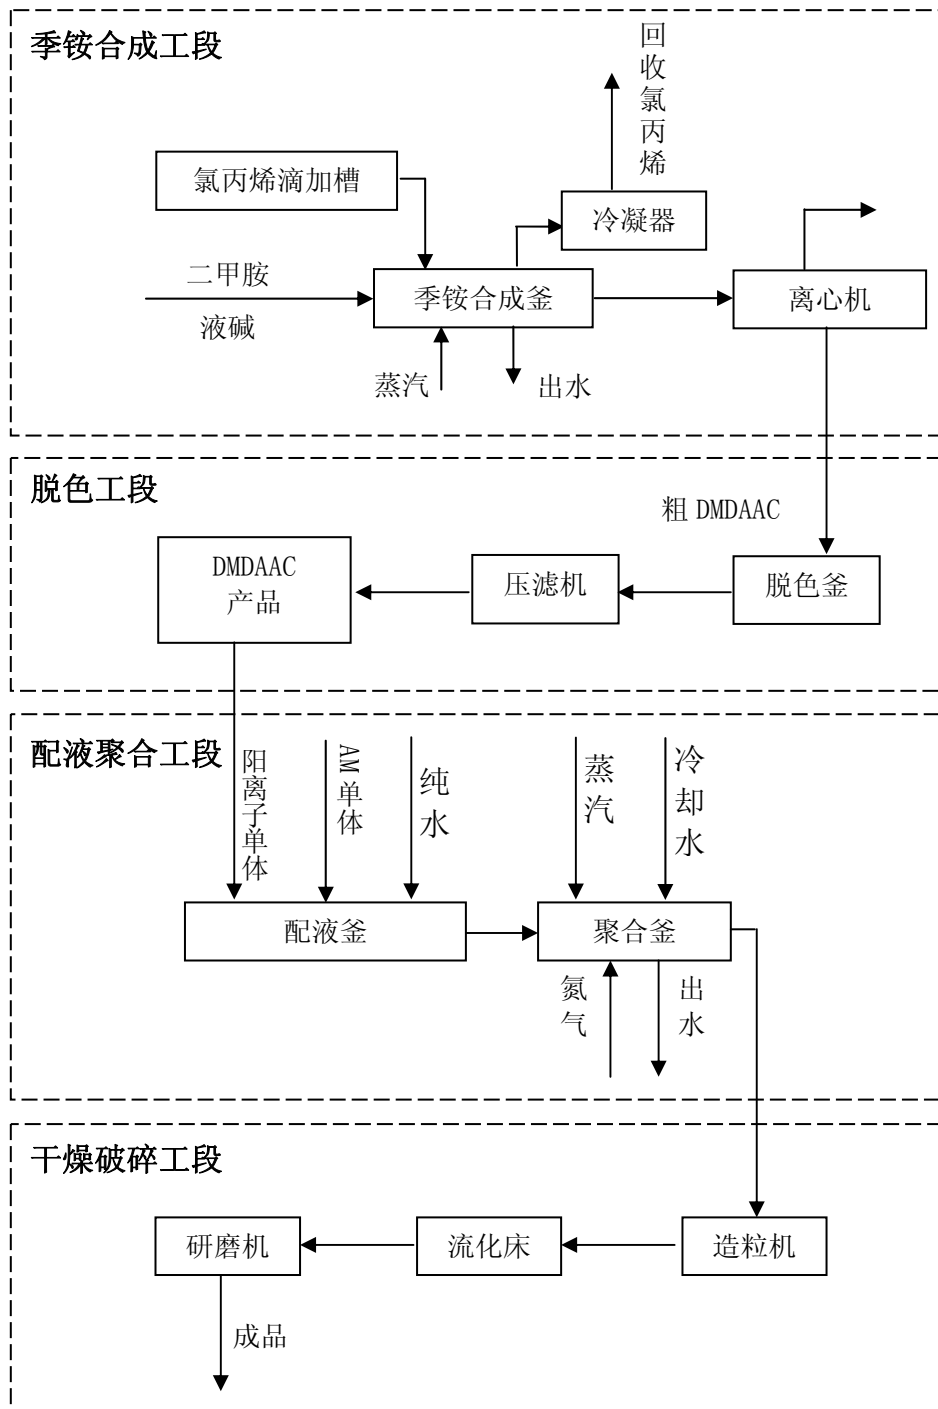 季铵合成工段
回收氯丙烯
氯丙烯滴加槽
冷凝器
二甲胺
液碱
季铵合成釜
离心机
蒸汽
出水
脱色工段
粗 DMDAAC
DMDAAC
产品
压滤机
脱色釜
配液聚合工段
阳离子单体
AM 单体
纯水
蒸汽
冷却水
配液釜
聚合釜
氮气
出水
干燥破碎工段
研磨机
流化床
造粒机
成品